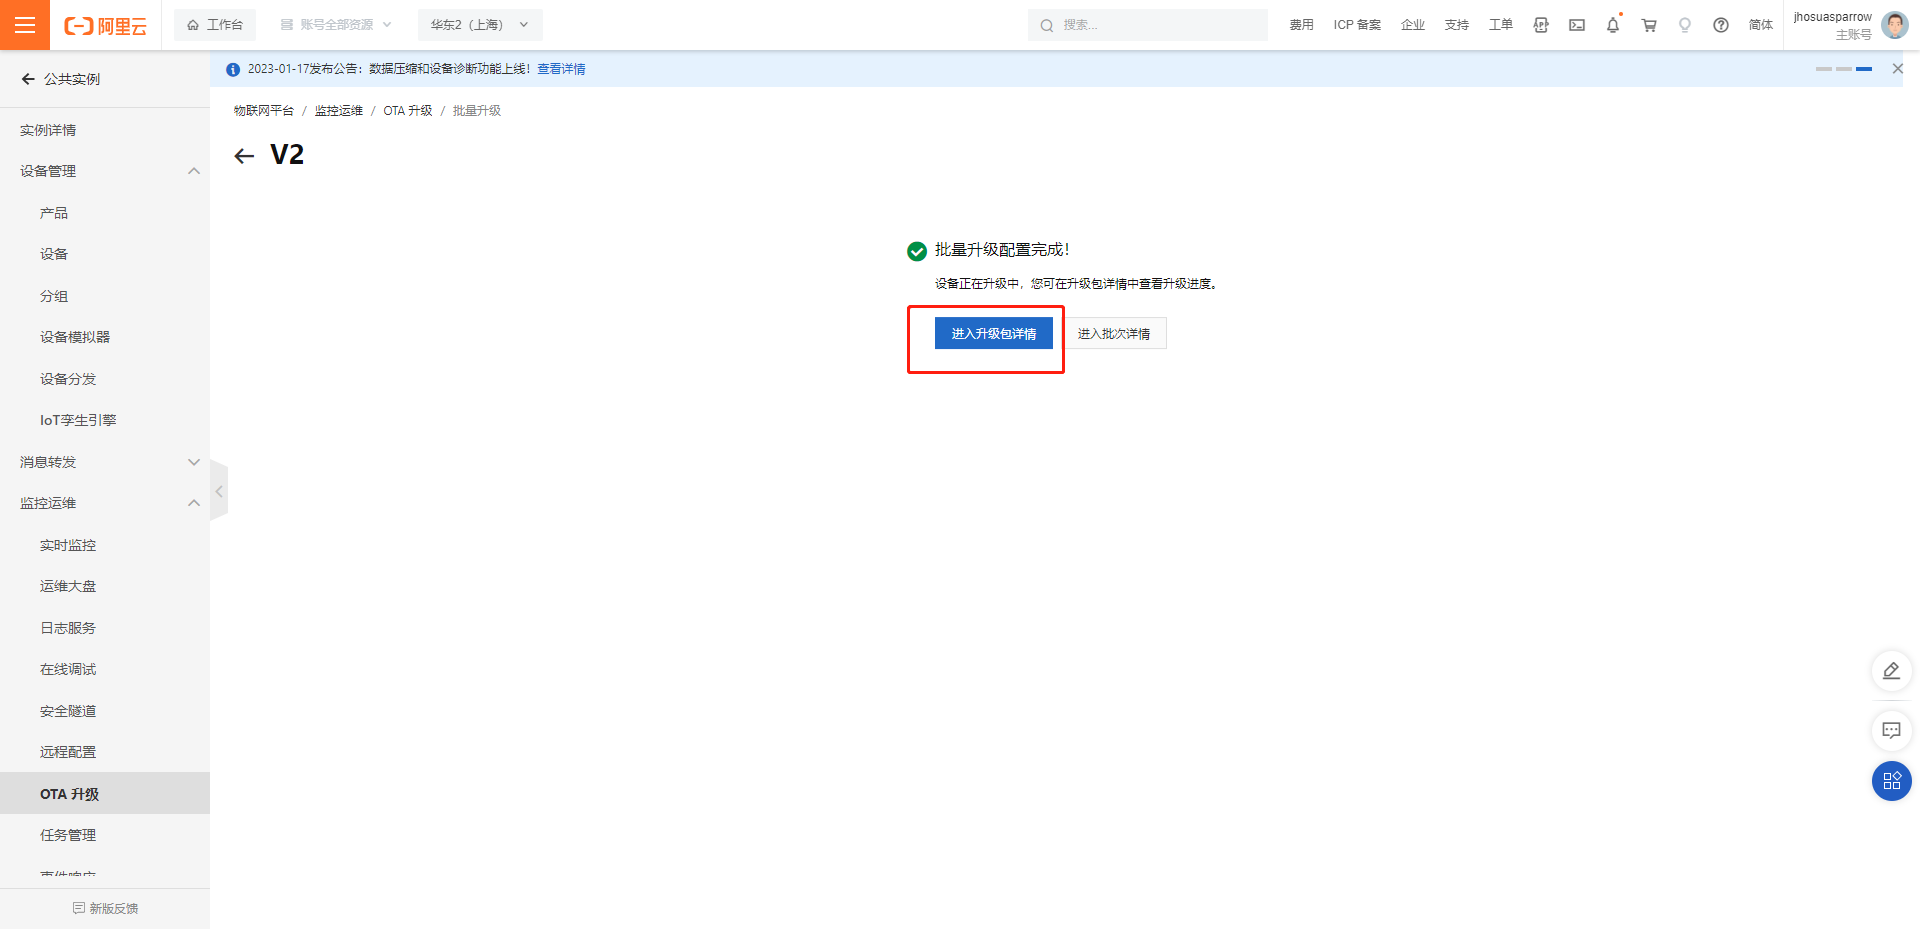 阿里云
工作台
账号全部资源
华东2（上海）
搜索...
费用
ICP 备案
企业
支持
工单
简体
jhosuasparrow
主账号
公共实例
2023-01-17发布公告：数据压缩和设备诊断功能上线！查看详情
物联网平台 / 监控运维 / OTA 升级 / 批量升级
V2
实例详情
设备管理
产品
设备
分组
设备模拟器
设备分发
IoT孪生引擎
消息转发
监控运维
实时监控
运维大盘
日志服务
在线调试
安全隧道
远程配置
OTA 升级
任务管理
事件响应
新版反馈
批量升级配置完成！
设备正在升级中，您可在升级包详情中查看升级进度。
进入升级包详情
进入批次详情